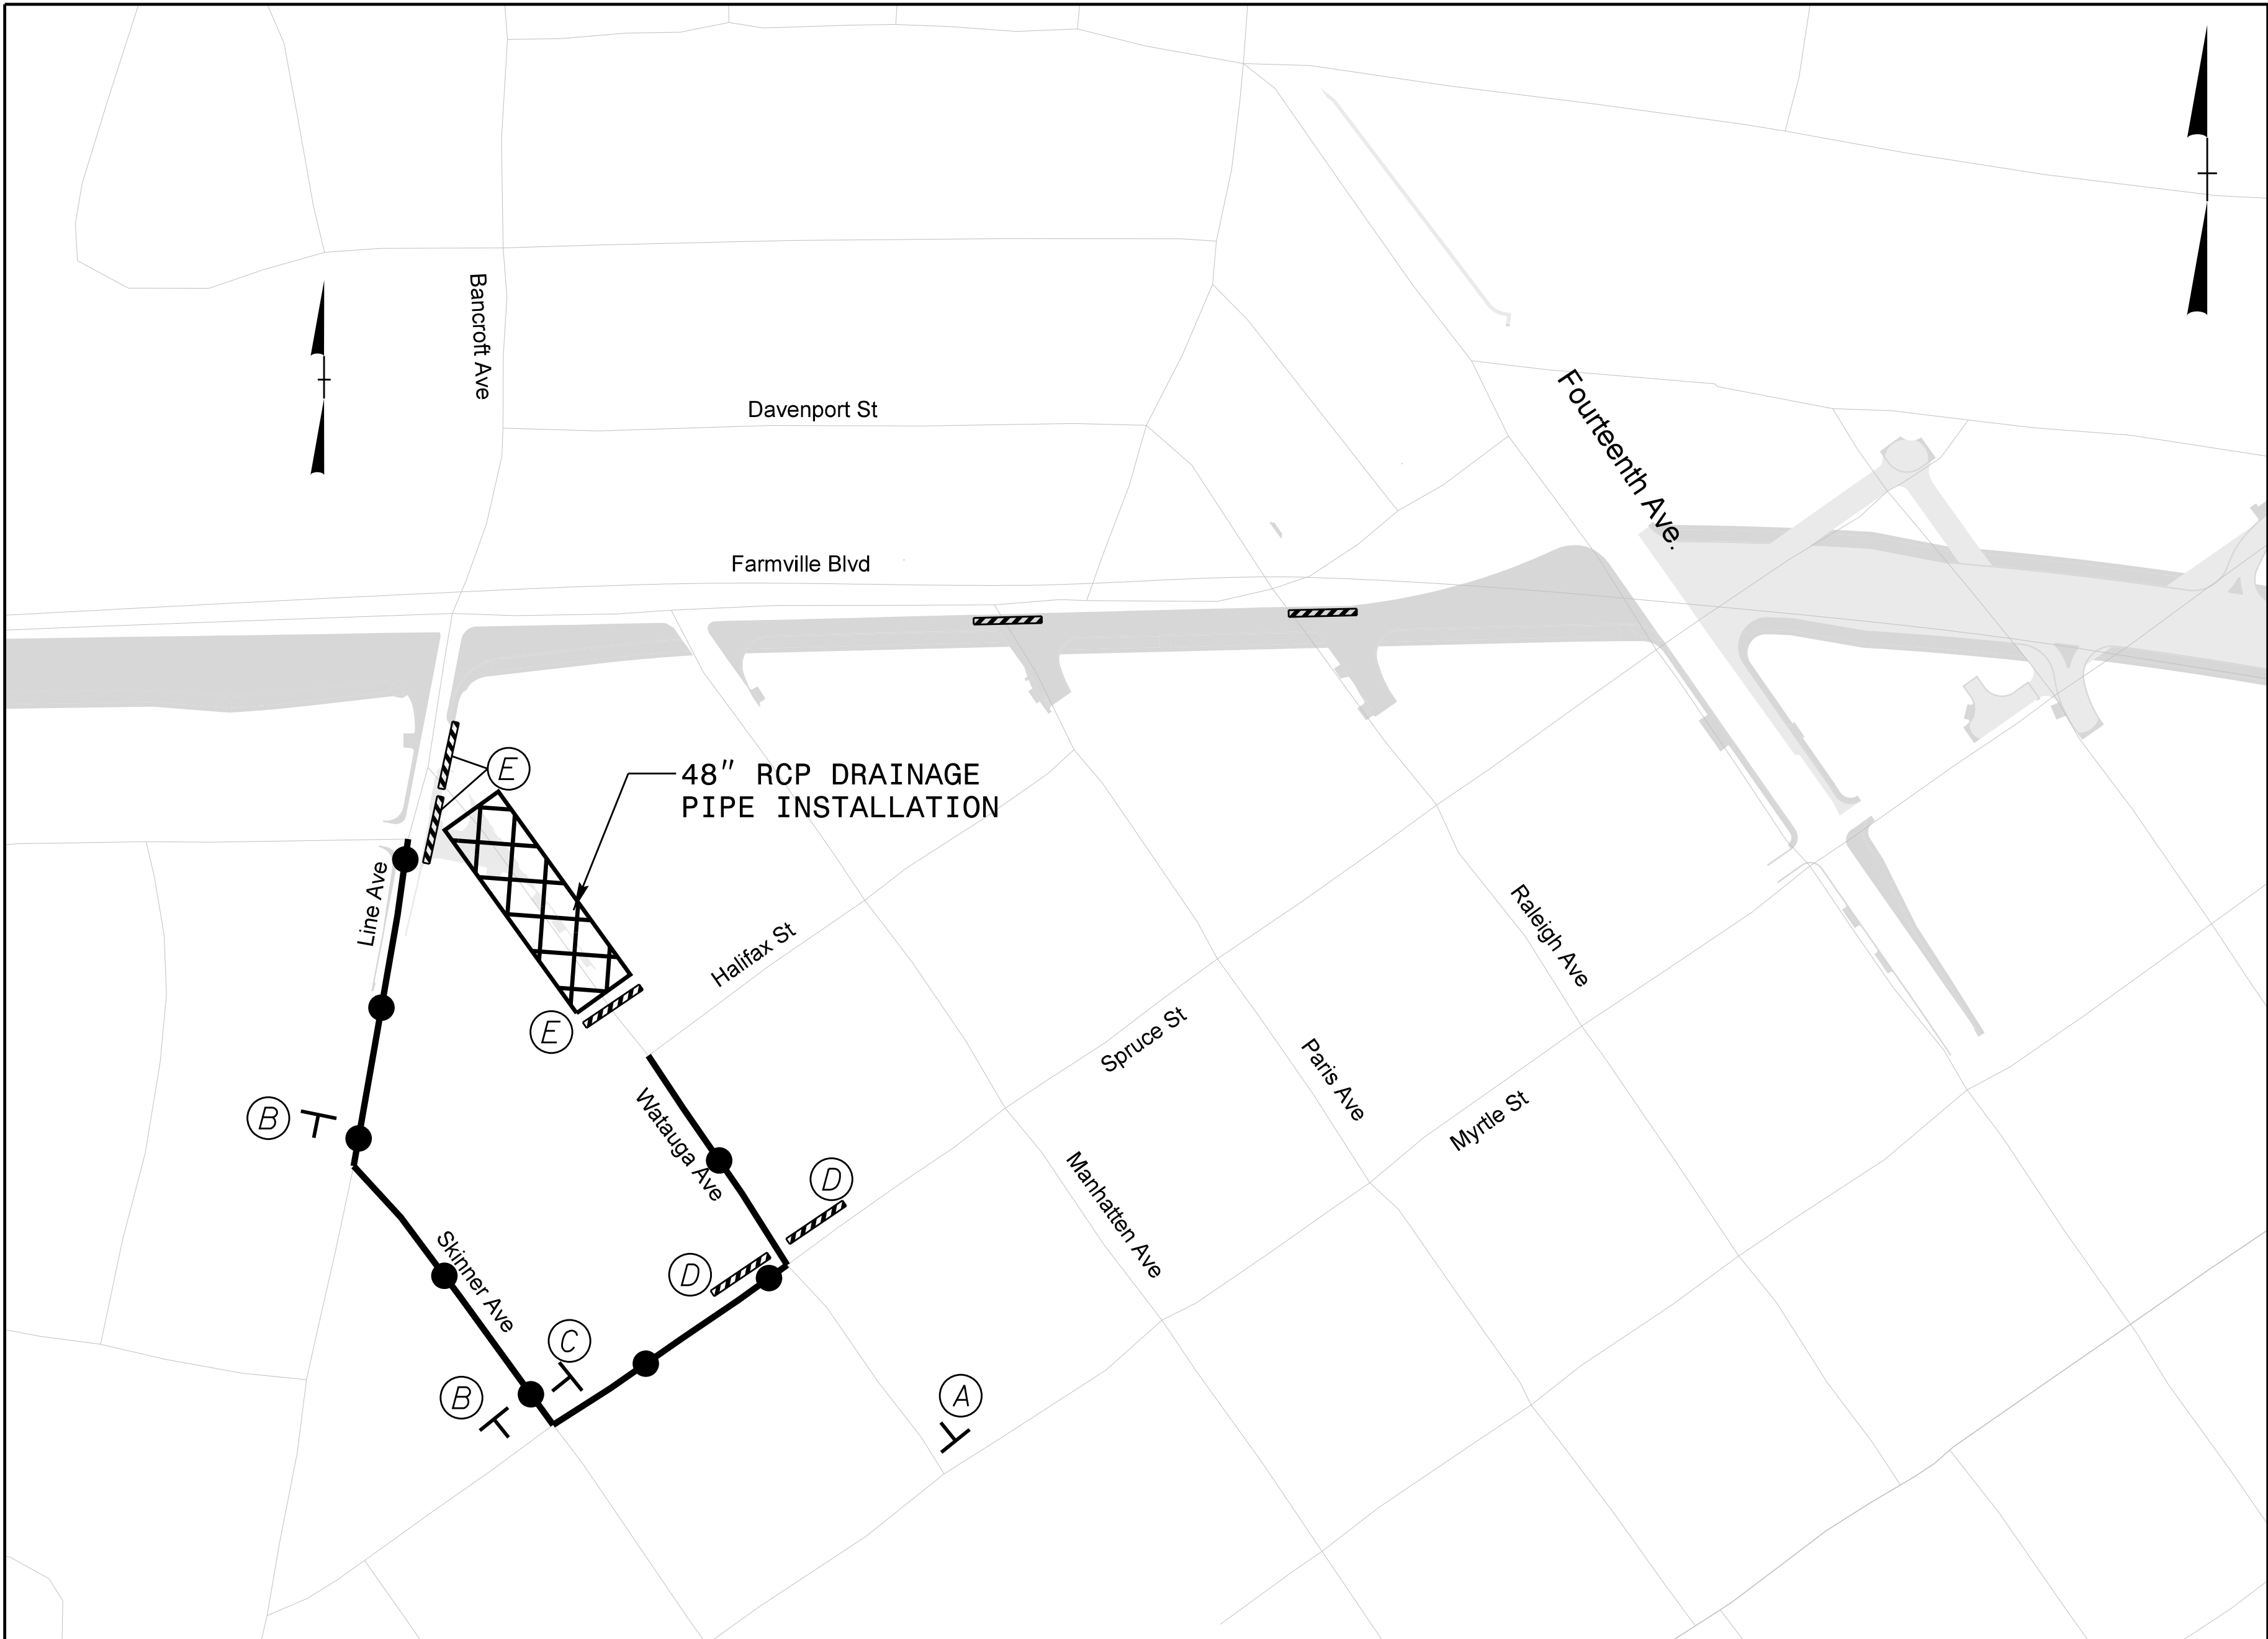 Bancroft Ave
Davenport St
Fourteenth Ave.
Farmville Blvd
E
48" RCP DRAINAGE
PIPE INSTALLATION
Line Ave
Halifax St
Raleigh Ave
E
Spruce St
Paris Ave
B
Watauga Ave
Myrtle St
D
Manhatten Ave
Skinner Ave
D
C
B
A